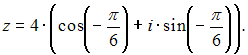 z = 4 · (cos(−π/6) + i · sin(−π/6)).